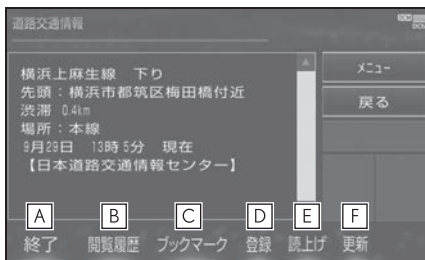 道路交通情報
横浜上麻生線 下り
先頭：横浜市都筑区梅田橋付近
渋滞 0.4km
場所：本線
9月29日 13時5分 現在
【日本道路交通情報センター】
メニュー
戻る
A B C D E F
終了 閲覧履歴 ブックマーク 登録 読上げ 更新